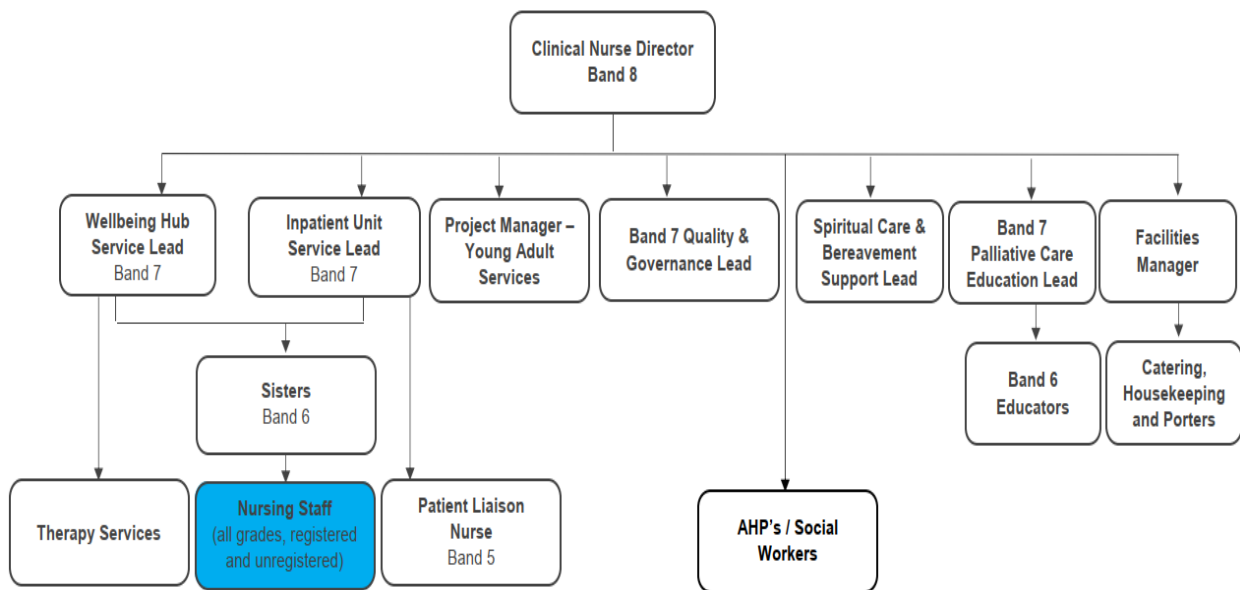 Clinical Nurse Director
Band 8
Wellbeing Hub
Service Lead
Band 7
Inpatient Unit
Service Lead
Band 7
Project Manager –
Young Adult
Services
Band 7 Quality &
Governance Lead
Spiritual Care &
Bereavement
Support Lead
Band 7
Palliative Care
Education Lead
Facilities
Manager
Sisters
Band 6
Band 6
Educators
Catering,
Housekeeping
and Porters
Therapy Services
Nursing Staff
(all grades, registered
and unregistered)
Patient Liaison
Nurse
Band 5
AHP's / Social
Workers